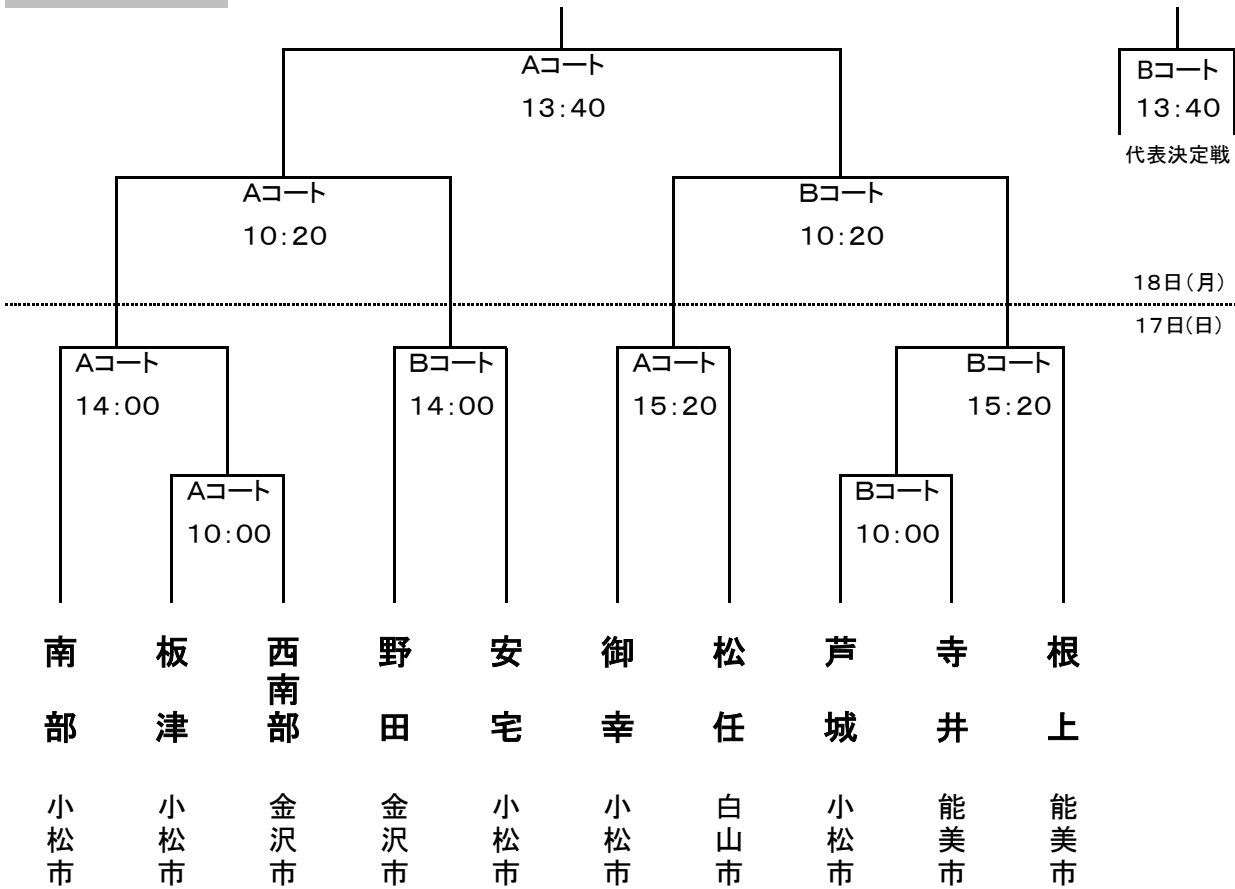 Aコート
13:40
Bコート
13:40
代表決定戦
Aコート
10:20
Bコート
10:20
18日(月)
17日(日)
Aコート
14:00
Bコート
14:00
Aコート
15:20
Bコート
15:20
Aコート
10:00
Bコート
10:00
南部
板津
西南部
野田
安宅
御幸
松任
芦城
寺井
根上
小松市
小松市
金沢市
金沢市
小松市
小松市
白山市
小松市
能美市
能美市